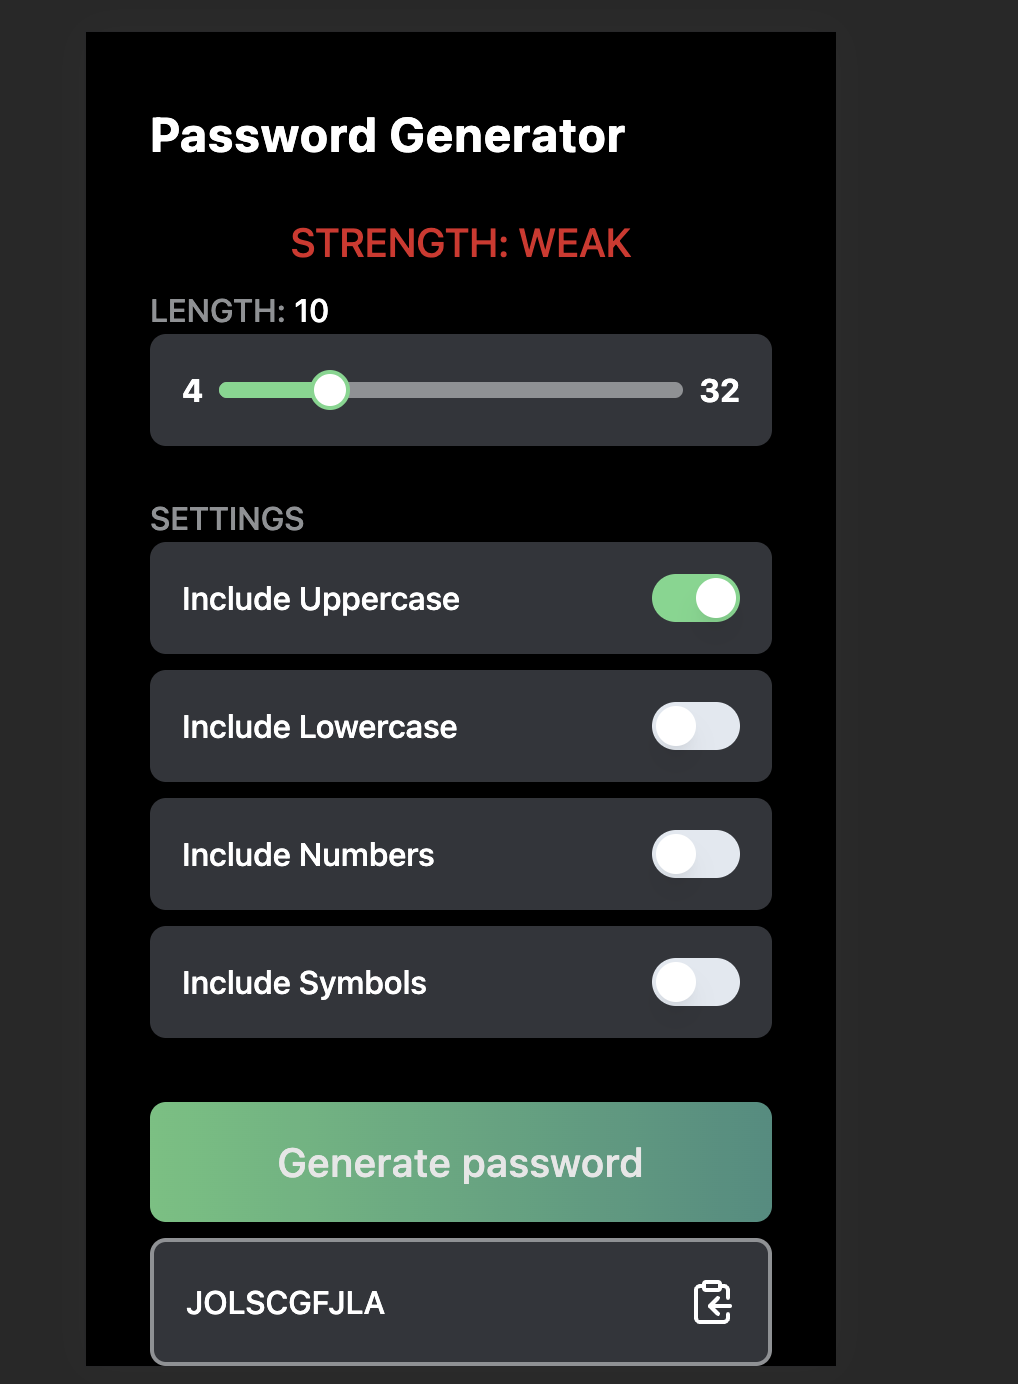 Password Generator
STRENGTH: WEAK
LENGTH: 10
4 32
SETTINGS
Include Uppercase
Include Lowercase
Include Numbers
Include Symbols
Generate password
JOLSCGFJLA